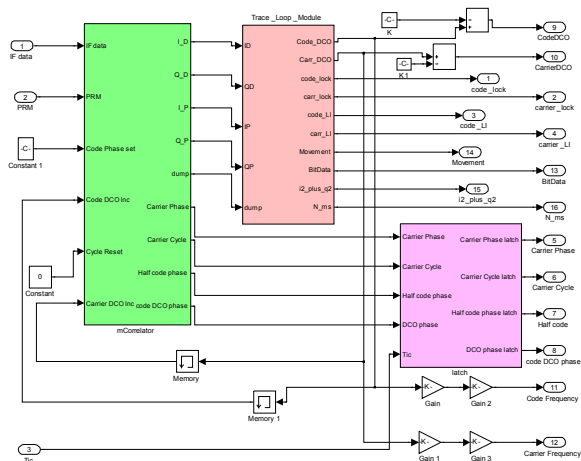 Trace _Loop _Module
-C-
K
9
CodeDCO
1
IF data
IF data
I_D
ID
Code_DCO
Carr_DCO
-C-
K1
10
CarrierDCO
Q_D
QD
code_lock
1
code_lock
2
PRM
PRM
I_P
IP
carr_lock
2
carrier _lock
code_LI
3
code_LI
-C-
Constant 1
Code Phase set
Q_P
QP
carr_LI
4
carrier _LI
Movement
14
Movement
dump
dump
BitData
13
BitData
i2_plus_q2
15
i2_plus_q2
Code DCO Inc
Carrier Phase
N_ms
16
N_ms
Carrier Phase
Carrier Phase latch
5
Carrier Phase
Carrier Cycle
Carrier Cycle
Carrier Cycle latch
6
Carrier Cycle
0
Constant
Cycle Reset
Half code phase
Half code phase
Half code phase latch
7
Half code
Carrier DCO Inc
code DCO phase
DCO phase
DCO phase latch
8
code DCO phase
mCorrelator
Tic
latch
Memory
Memory 1
-K-
Gain
-K-
Gain 2
11
Code Frequency
3
Tic
-K-
Gain 1
-K-
Gain 3
12
Carrier Frequency